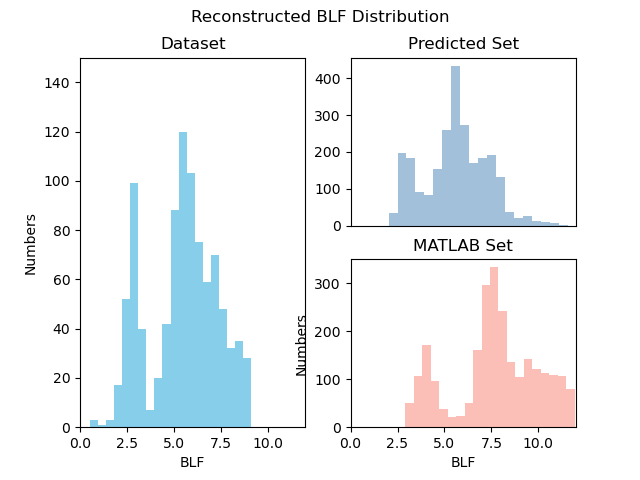 Reconstructed BLF Distribution
Dataset
140
120
100
80
60
40
20
0
Numbers
0.0 2.5 5.0 7.5 10.0
BLF
Predicted Set
400
300
200
100
0
MATLAB Set
300
200
100
0
Numbers
0.0 2.5 5.0 7.5 10.0
BLF